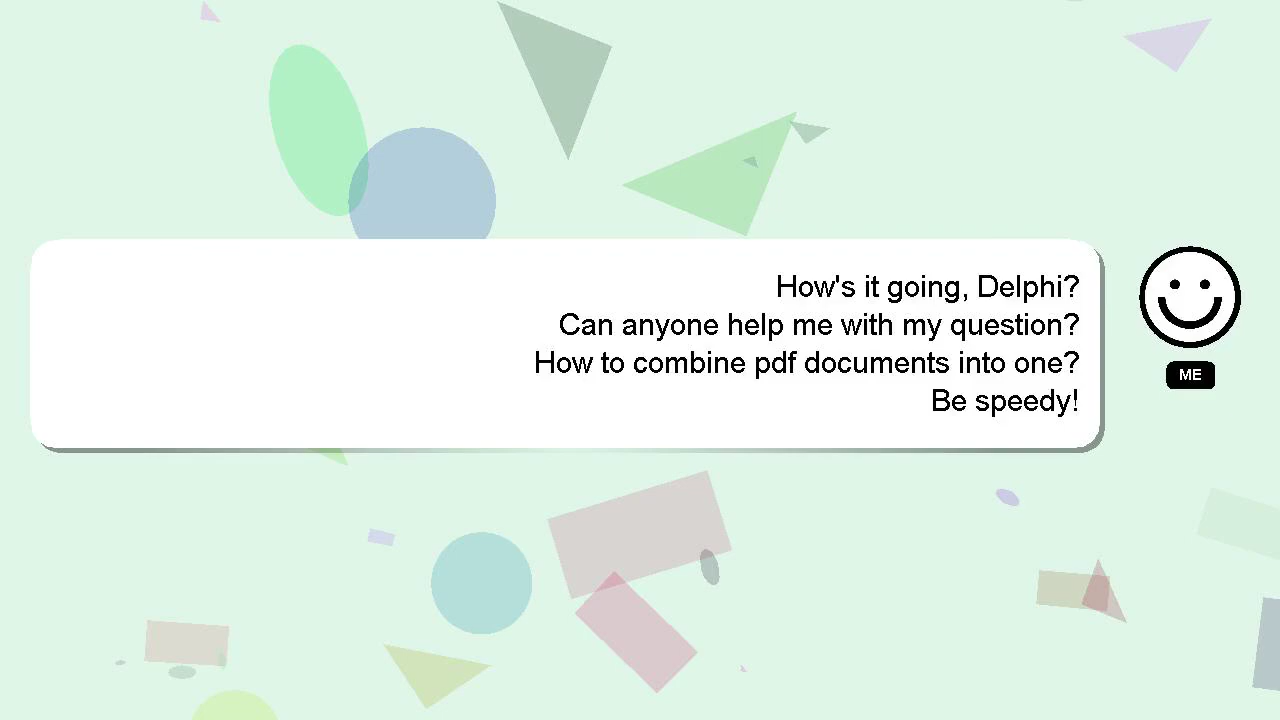 How's it going, Delphi?
Can anyone help me with my question?
How to combine pdf documents into one?
Be speedy!
ME